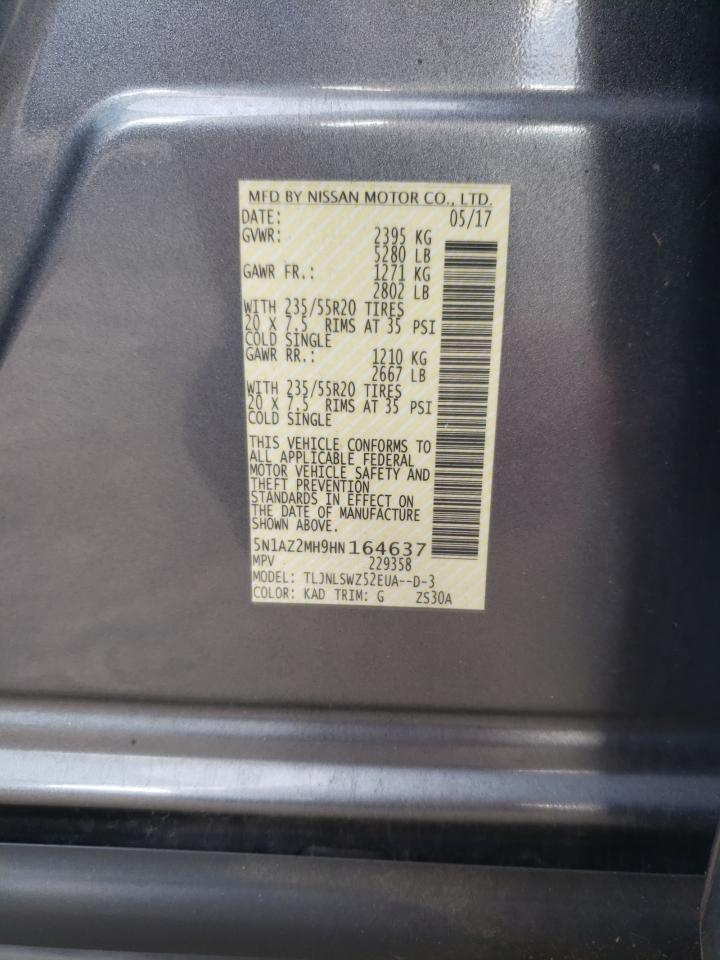 MFD BY NISSAN MOTOR CO., LTD.
DATE: 05/17
GVWR: 2395 KG
5280 LB
GAWR FR.: 1271 KG
2802 LB
WITH 235/55R20 TIRES
20 X 7.5 RIMS AT 35 PSI
COLD SINGLE
GAWR RR.: 1210 KG
2667 LB
WITH 235/55R20 TIRES
20 X 7.5 RIMS AT 35 PSI
COLD SINGLE
THIS VEHICLE CONFORMS TO
ALL APPLICABLE FEDERAL
MOTOR VEHICLE SAFETY AND
THEFT PREVENTION
STANDARDS IN EFFECT ON
THE DATE OF MANUFACTURE
SHOWN ABOVE.
5N1AZ2MH9HN164637
MPV 229358
MODEL: TLJNLSWZ52EUA--D-3
COLOR: KAD TRIM: G ZS30A